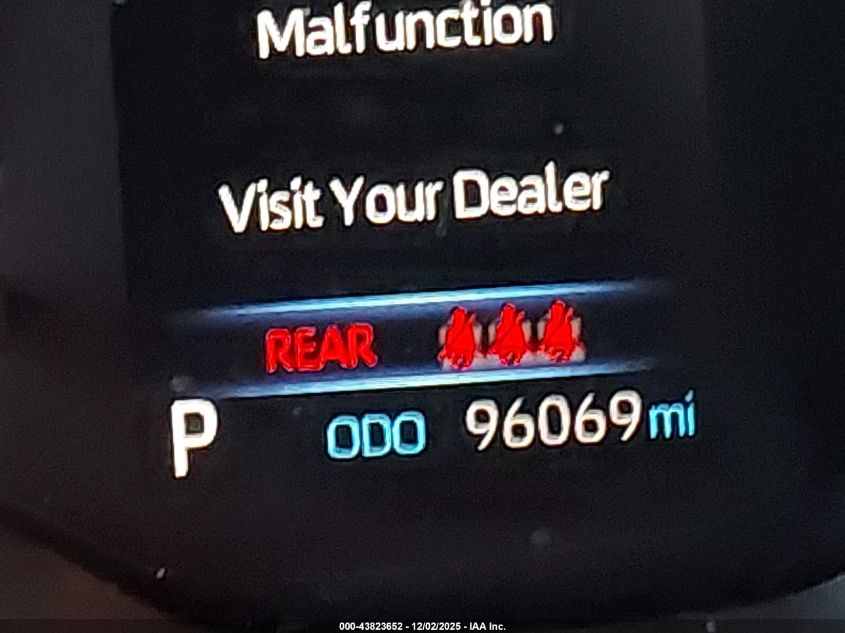 Malfunction
Visit Your Dealer
REAR
P ODO 96069 mi
000-43823652 - 12/02/2025 - IAA Inc.